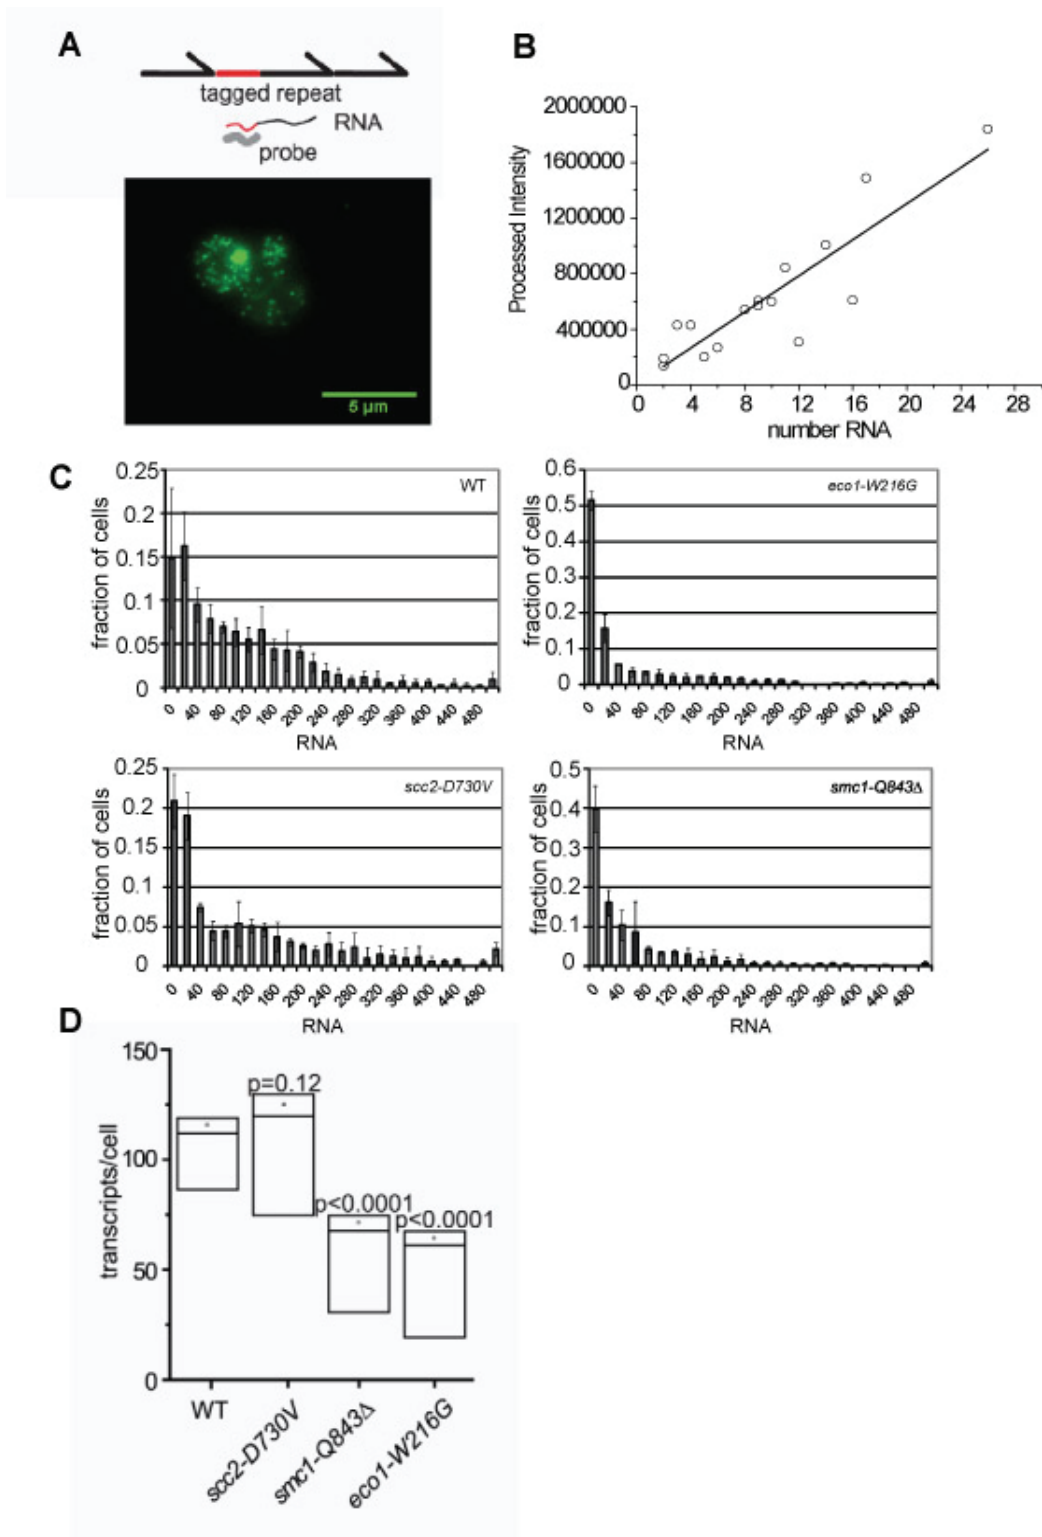 A
tagged repeat
RNA
probe
5 µm
B
Processed Intensity
2000000
1600000
1200000
800000
400000
0
0 4 8 12 16 20 24 28
number RNA
C
WT
fraction of cells
0.25
0.2
0.15
0.1
0.05
0
0 40 80 120 160 200 240 280 320 360 400 440 480
RNA
eco1-W216G
fraction of cells
0.6
0.5
0.4
0.3
0.2
0.1
0
0 40 80 120 160 200 240 280 320 360 400 440 480
RNA
scc2-D730V
fraction of cells
0.25
0.2
0.15
0.1
0.05
0
0 40 80 120 160 200 240 280 320 360 400 440 480
RNA
smc1-Q843Δ
fraction of cells
0.5
0.4
0.3
0.2
0.1
0
0 40 80 120 160 200 240 280 320 360 400 440 480
RNA
D
transcripts/cell
150
100
50
0
p=0.12
p<0.0001
p<0.0001
WT
scc2-D730V
smc1-Q843Δ
eco1-W216G